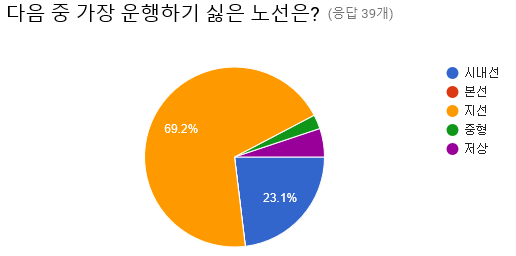 다음 중 가장 운행하기 싫은 노선은? (응답 39개)
시내선
본선
지선
중형
저상
69.2%
23.1%